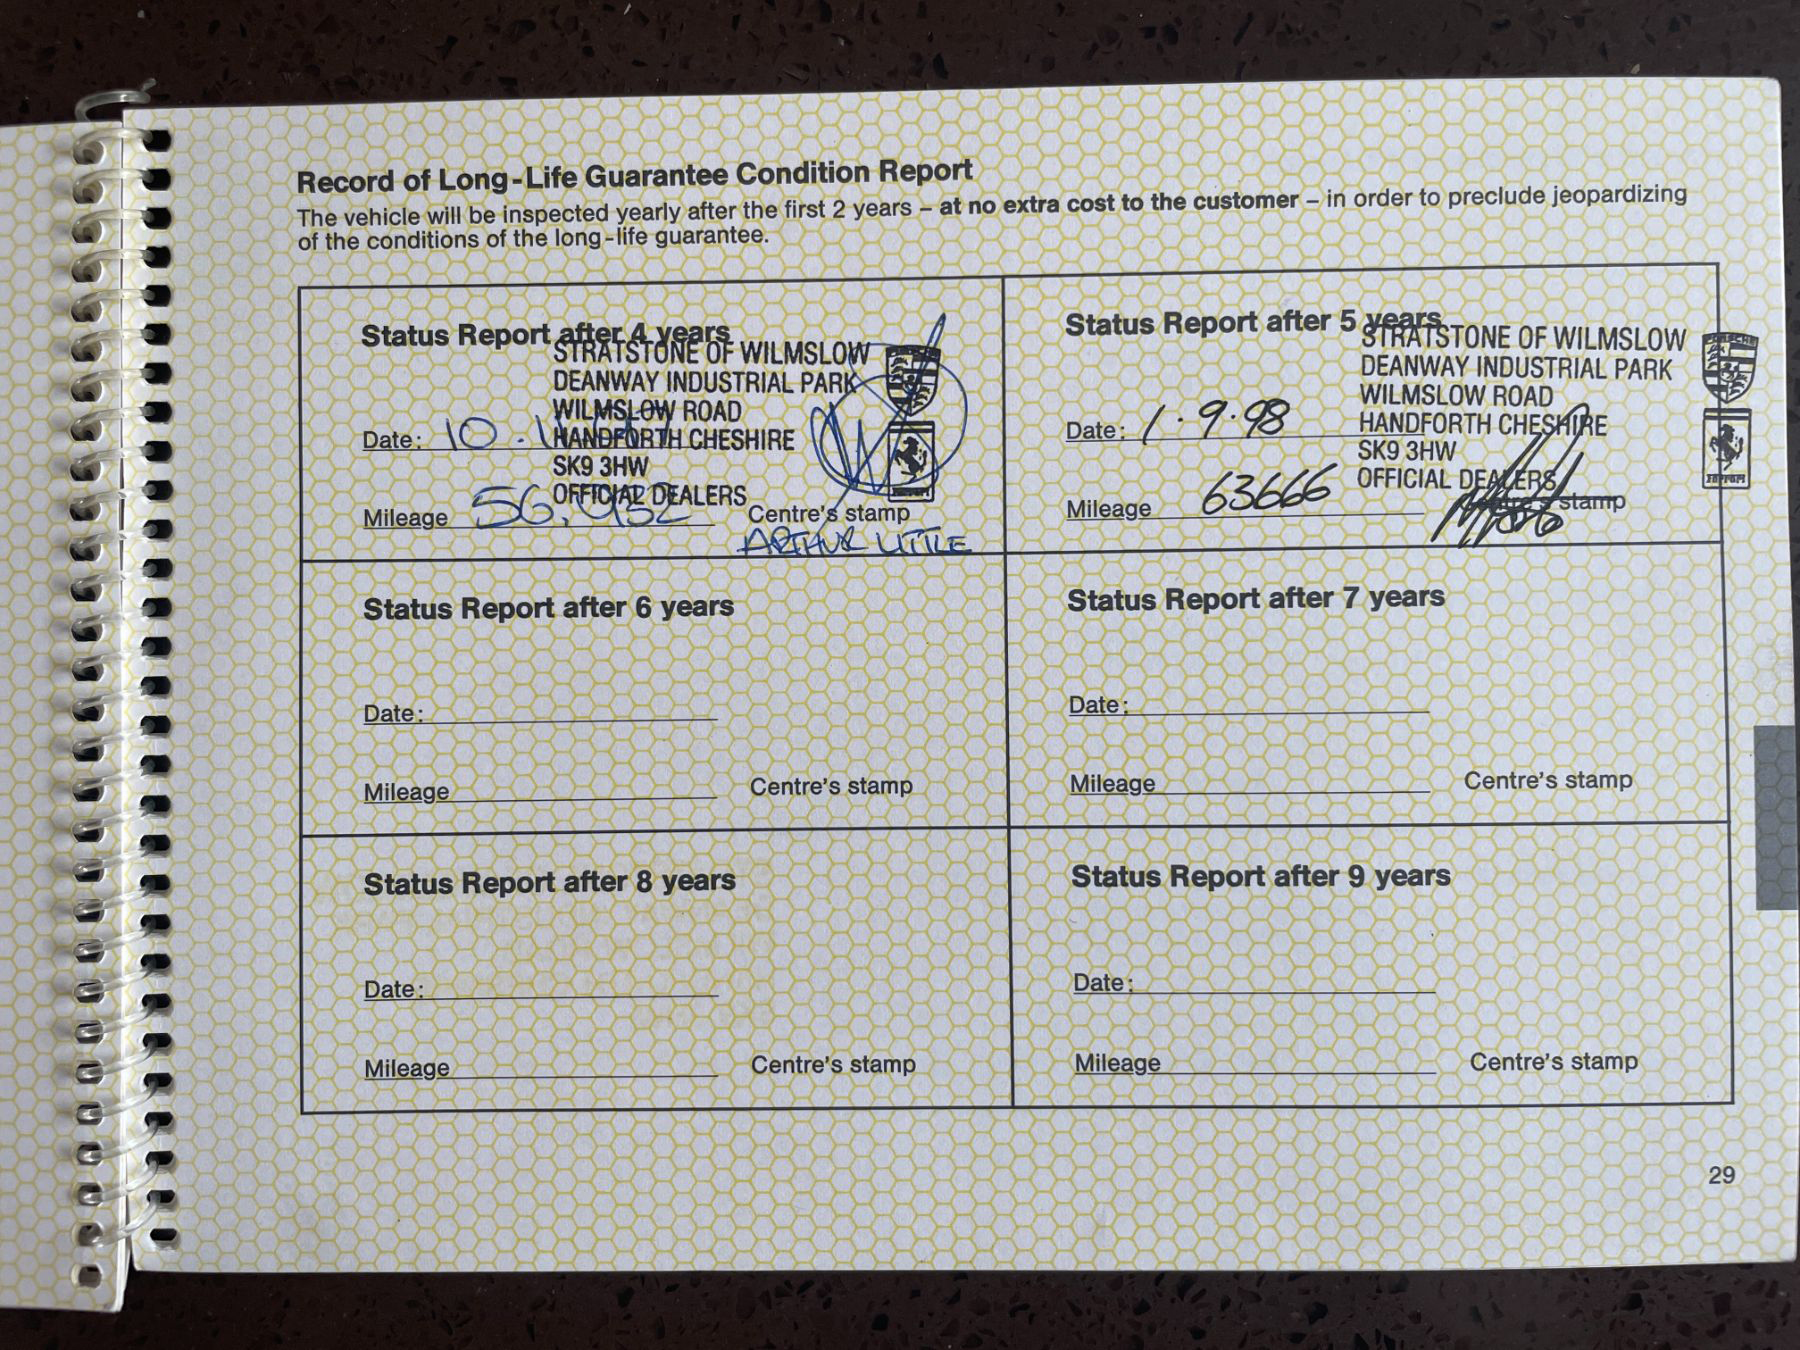 Record of Long-Life Guarantee Condition Report
The vehicle will be inspected yearly after the first 2 years – at no extra cost to the customer – in order to preclude jeopardizing
of the conditions of the long-life guarantee.
Status Report after 4 years
STRATSTONE OF WILMSLOW
DEANWAY INDUSTRIAL PARK
WILMSLOW ROAD
Date: 10.
HANDFORTH CHESHIRE
SK9 3HW
OFFICIAL DEALERS
Mileage
Centre's stamp
ARTHUR LITTLE
Ferrari
Status Report after 5 years
STRATSTONE OF WILMSLOW
DEANWAY INDUSTRIAL PARK
WILMSLOW ROAD
Date: 1.9.98
HANDFORTH CHESHIRE
SK9 3HW
OFFICIAL DEALERS
Mileage 63666
Centre's stamp
PORSCHE
Ferrari
Status Report after 6 years
Date:
Mileage
Centre's stamp
Status Report after 7 years
Date:
Mileage
Centre's stamp
Status Report after 8 years
Date:
Mileage
Centre's stamp
Status Report after 9 years
Date:
Mileage
Centre's stamp
29